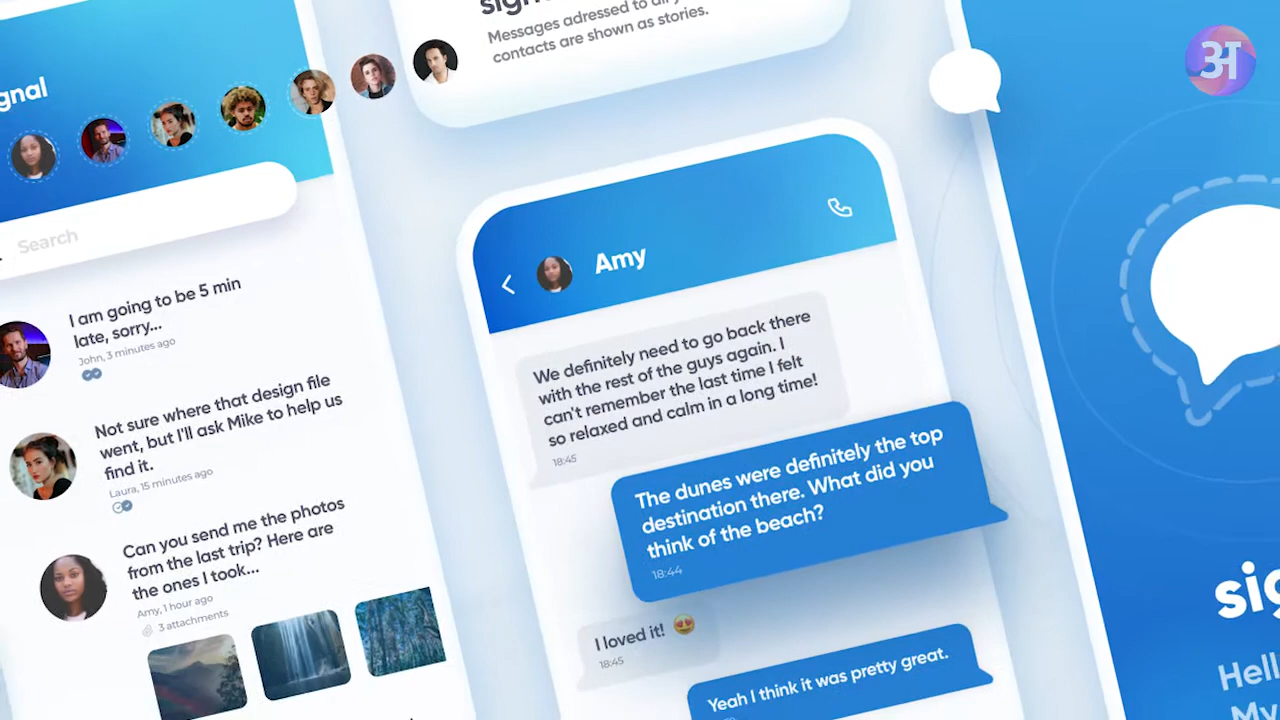 gnal
Search
I am going to be 5 min
late, sorry...
John, 3 minutes ago
Not sure where that design file
went, but I'll ask Mike to help us
find it.
Laura, 15 minutes ago
Can you send me the photos
from the last trip? Here are
the ones I took...
Amy, 1 hour ago
3 attachments
Messages adressed to all
contacts are shown as stories.
Amy
We definitely need to go back there
with the rest of the guys again. I
can't remember the last time I felt
so relaxed and calm in a long time!
18:45
The dunes were definitely the top
destination there. What did you
think of the beach?
18:44
I loved it! 😍
18:45
Yeah I think it was pretty great.
अ
sig
Hell
My